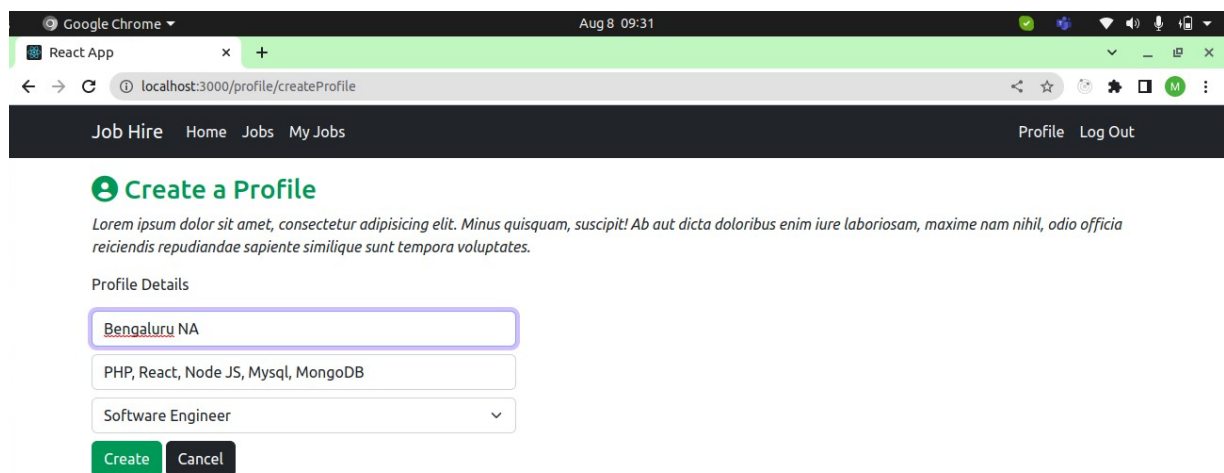 Google Chrome
Aug 8 09:31
React App
localhost:3000/profile/createProfile
M
Job Hire Home Jobs My Jobs Profile Log Out
Create a Profile
Lorem ipsum dolor sit amet, consectetur adipisicing elit. Minus quisquam, suscipit! Ab aut dicta doloribus enim iure laboriosam, maxime nam nihil, odio officia
reiciendis repudiandae sapiente similique sunt tempora voluptates.
Profile Details
Bengaluru NA
PHP, React, Node JS, Mysql, MongoDB
Software Engineer
Create Cancel